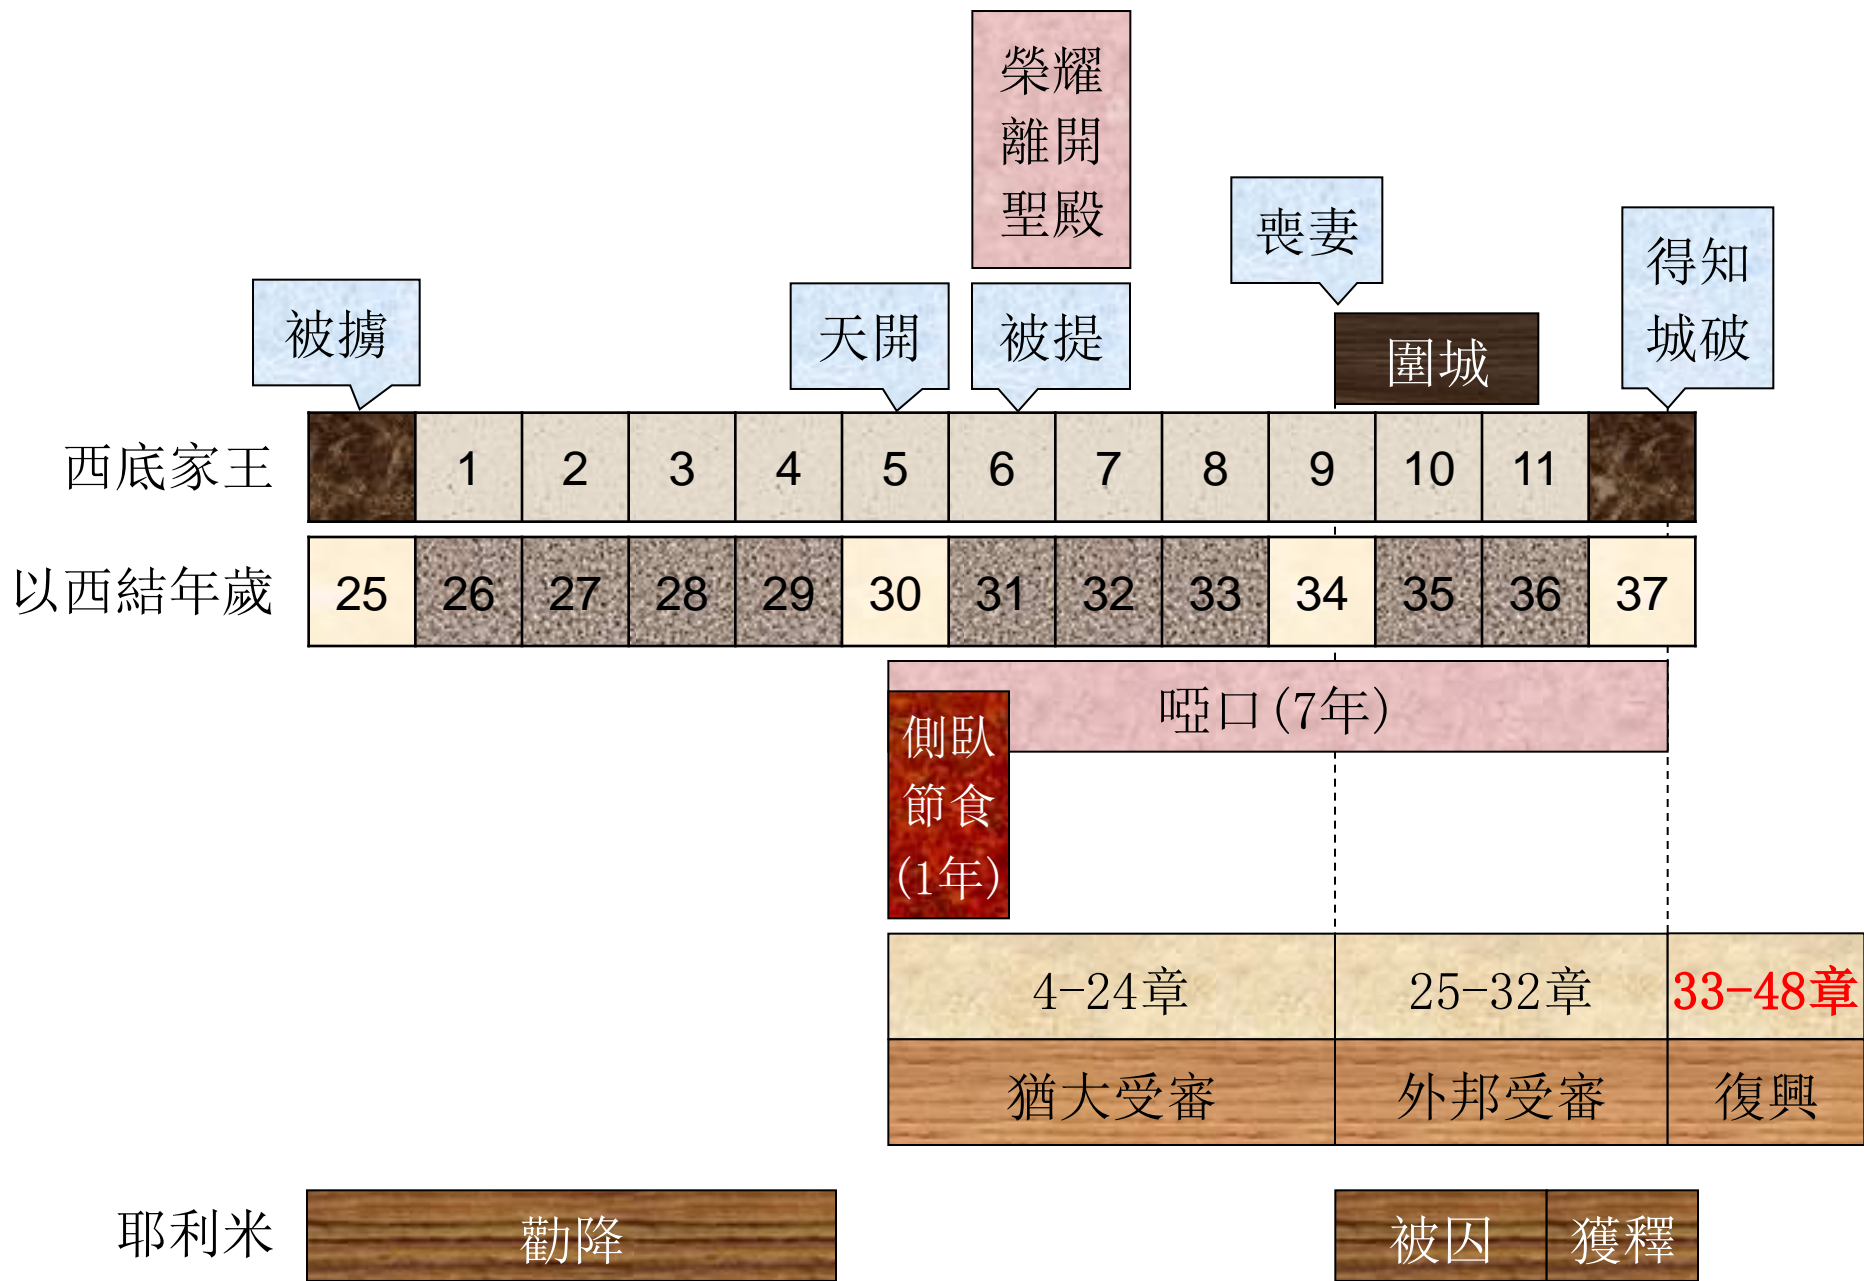 榮耀
離開
聖殿
喪妻
得知
城破
被擄
天開
被提
圍城
西底家王
1 2 3 4 5 6 7 8 9 10 11
以西結年歲
25 26 27 28 29 30 31 32 33 34 35 36 37
啞口(7年)
側臥
節食
(1年)
4-24章 25-32章 33-48章
猶大受審 外邦受審 復興
耶利米 勸降 被囚 獲釋